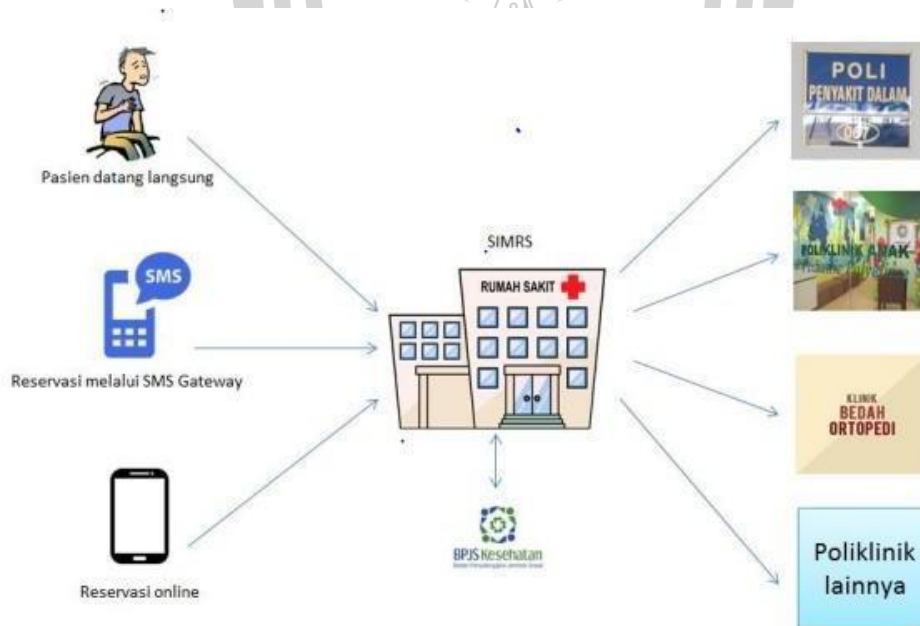 Pasien datang langsung
SMS
Reservasi melalui SMS Gateway
Reservasi online
SIMRS
RUMAH SAKIT
BPJS Kesehatan
POLI
PENYAKIT DALAM
067
POLIKLINIK ANAK
KLINIK
BEDAH
ORTOPEDI
Poliklinik
lainnya